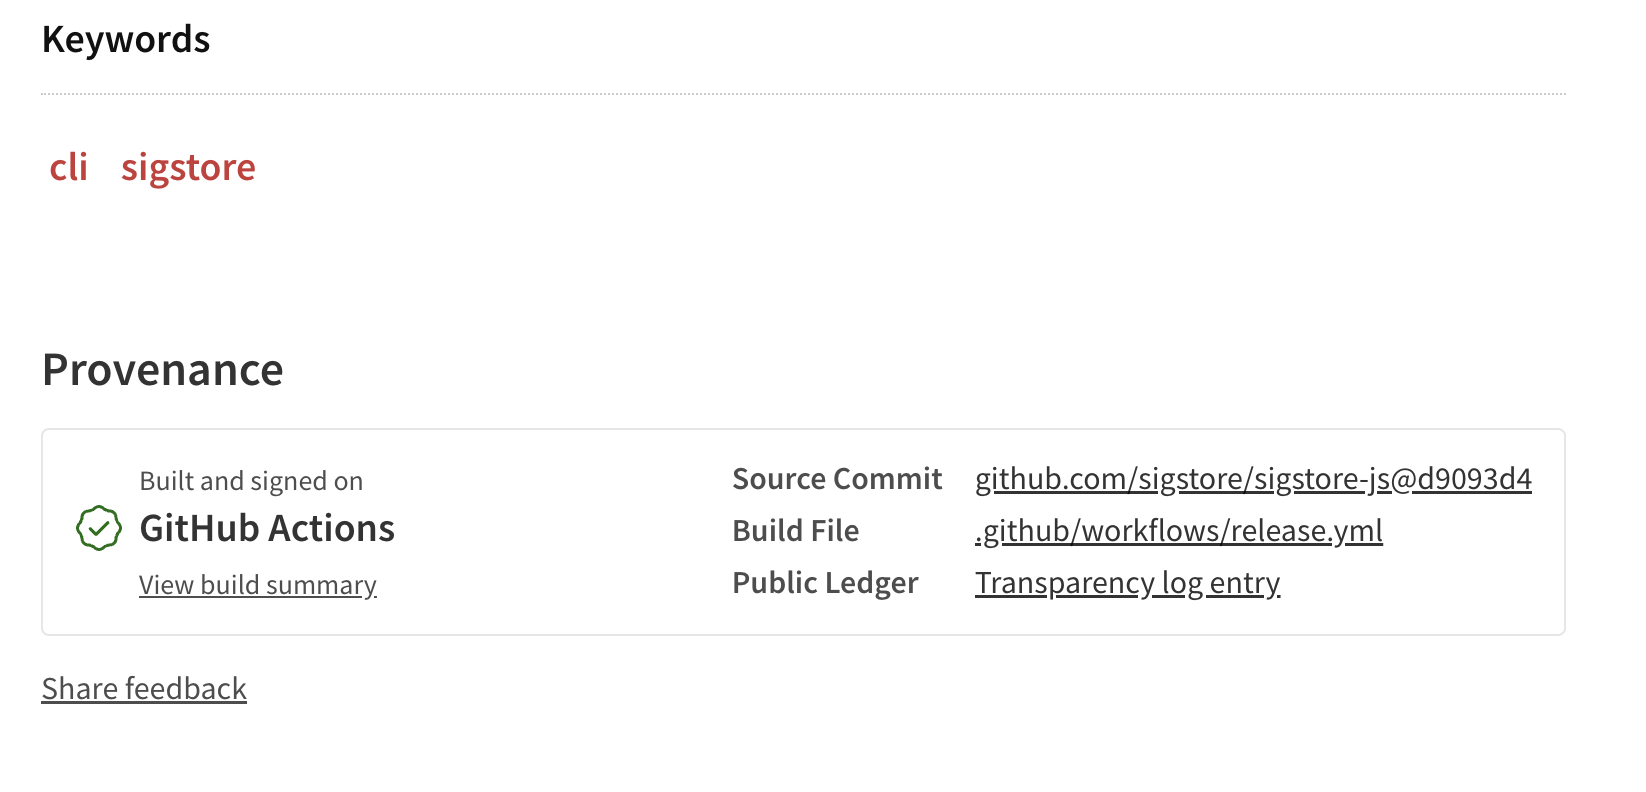 Keywords
cli sigstore
Provenance
Built and signed on
GitHub Actions
View build summary
Source Commit github.com/sigstore/sigstore-js@d9093d4
Build File .github/workflows/release.yml
Public Ledger Transparency log entry
Share feedback